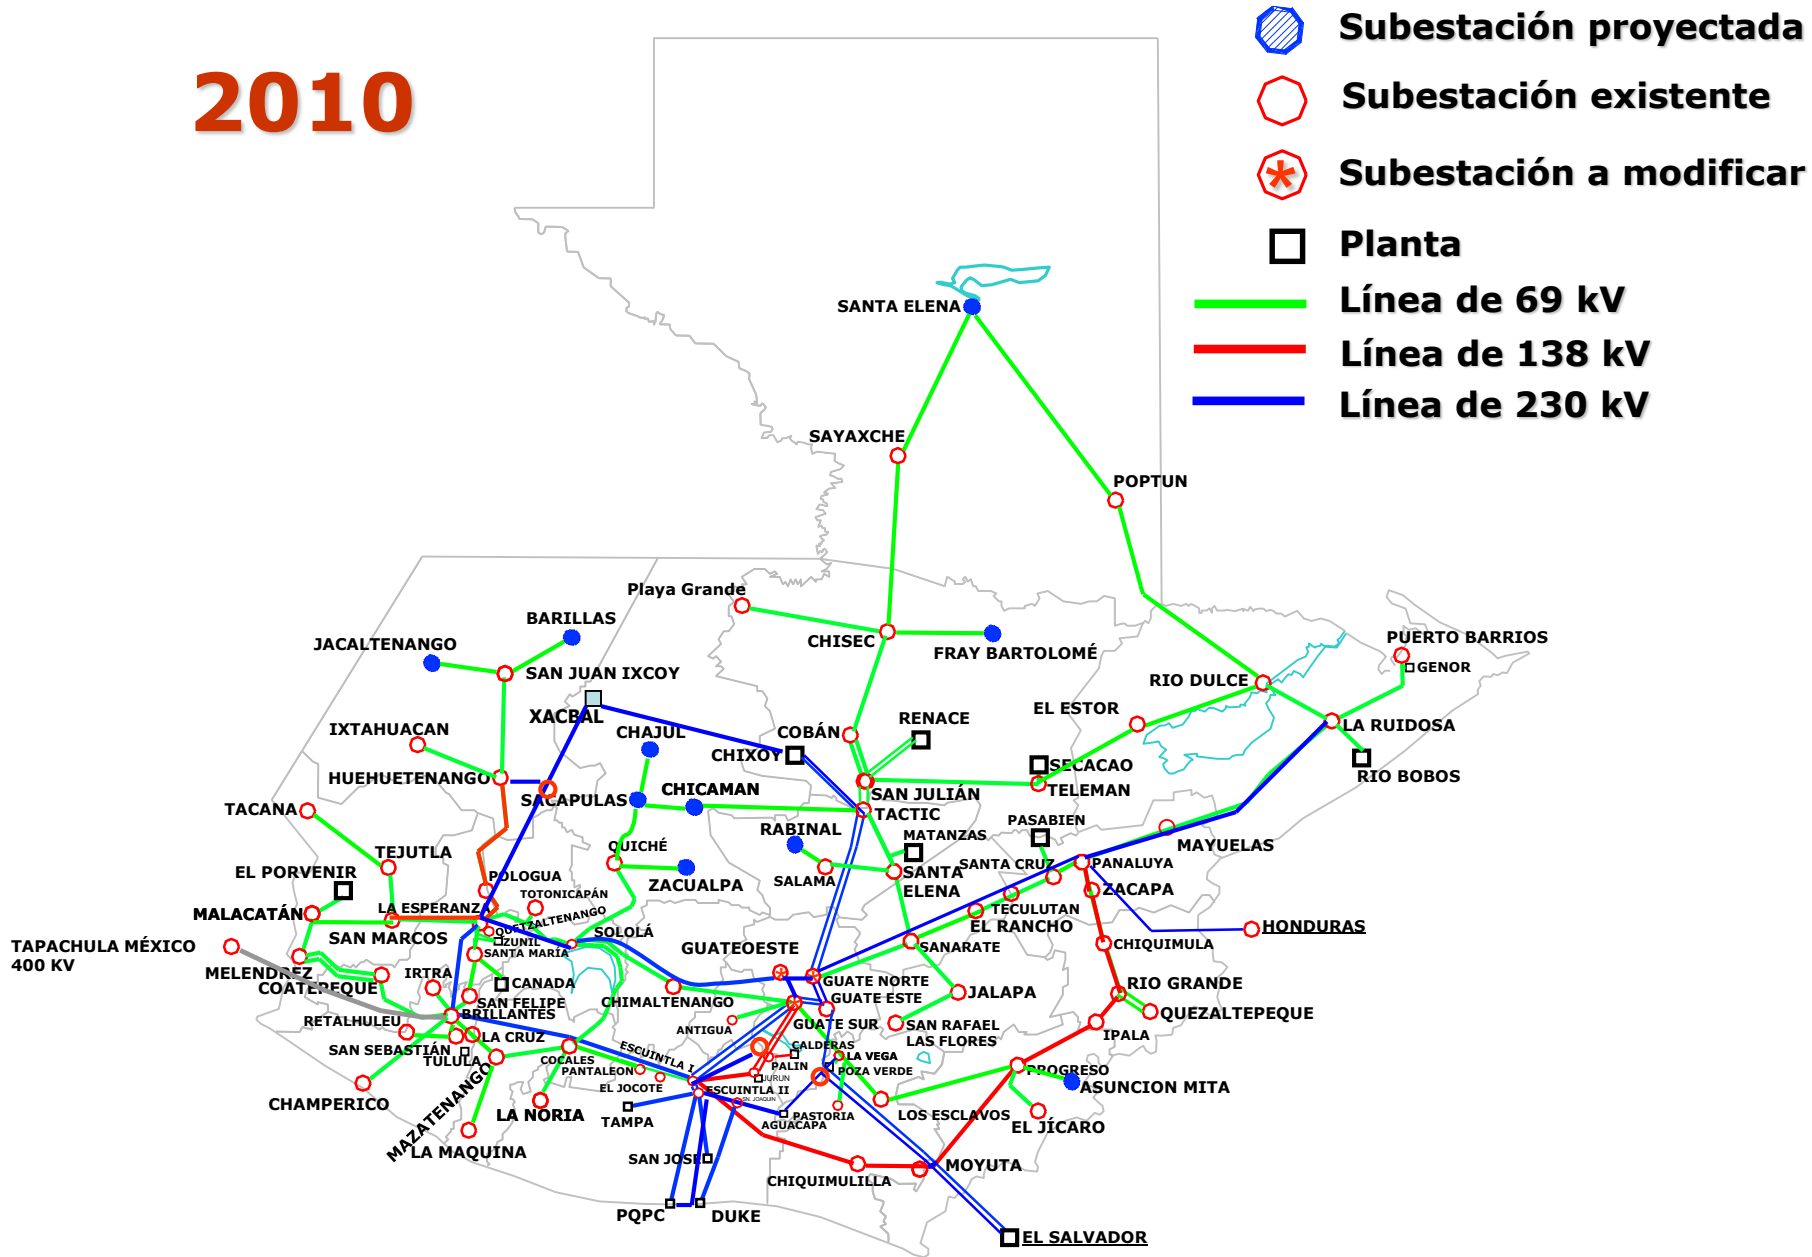 2010
Subestación proyectada
Subestación existente
Subestación a modificar
Planta
Línea de 69 kV
Línea de 138 kV
Línea de 230 kV
SANTA ELENA
SAYAXCHE
POPTUN
Playa Grande
BARILLAS
JACALTENANGO
CHISEC
FRAY BARTOLOMÉ
PUERTO BARRIOS
GENOR
SAN JUAN IXCOY
RIO DULCE
XACBAL
IXTAHUACAN
CHAJUL
COBÁN
RENACE
EL ESTOR
LA RUIDOSA
CHIXOY
SECACAO
RIO BOBOS
HUEHUETENANGO
SACAPULAS
CHICAMAN
SAN JULIÁN
TELEMAN
TACANA
TACTIC
RABINAL
MATANZAS
PASABIEN
MAYUELAS
TEJUTLA
QUICHÉ
EL PORVENIR
POLOGUA
ZACUALPA
SALAMA
SANTA
ELENA
SANTA CRUZ
PANALUYA
TOTONICAPÁN
ZACAPA
MALACATÁN
LA ESPERANZ
TECULUTAN
QUETZALTENANGO
EL RANCHO
HONDURAS
SAN MARCOS
ZUNIL
SOLOLÁ
TAPACHULA MÉXICO
400 KV
SANTA MARIA
GUATEOESTE
SANARATE
CHIQUIMULA
MELENDREZ
IRTRA
COATEPEQUE
CANADA
GUATE NORTE
RIO GRANDE
SAN FELIPE
CHIMALTENANGO
GUATE ESTE
JALAPA
BRILLANTES
QUEZALTEPEQUE
RETALHULEU
ANTIGUA
GUATE SUR
SAN RAFAEL
LAS FLORES
LA CRUZ
IPALA
SAN SEBASTIÁN
TULULA
COCALES
ESCUINTLA I
CALDERAS
LA VEGA
PALIN
PANTALEON
POZA VERDE
PROGRESO
JURUN
EL JOCOTE
ESCUINTLA II
ASUNCION MITA
SN. JOAQUIN
CHAMPERICO
MAZATENANGO
LA NORIA
TAMPA
AGUACAPA
PASTORIA
LOS ESCLAVOS
EL JÍCARO
LA MAQUINA
SAN JOSE
CHIQUIMULILLA
MOYUTA
PQPC
DUKE
EL SALVADOR